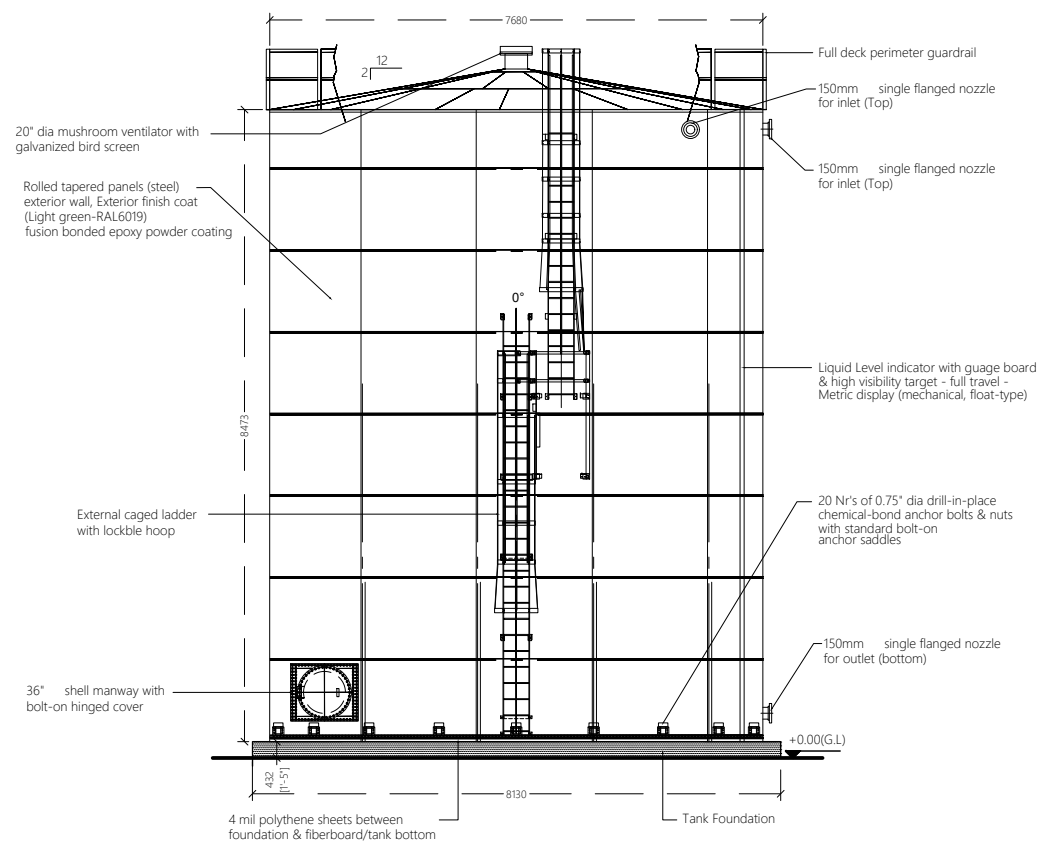 7680
12
2
Full deck perimeter guardrail
150mm single flanged nozzle
for inlet (Top)
20" dia mushroom ventilator with
galvanized bird screen
150mm single flanged nozzle
for inlet (Top)
Rolled tapered panels (steel)
exterior wall, Exterior finish coat
(Light green-RAL6019)
fusion bonded epoxy powder coating
0°
Liquid Level indicator with guage board
& high visibility target - full travel -
Metric display (mechanical, float-type)
8473
External caged ladder
with lockble hoop
20 Nr's of 0.75" dia drill-in-place
chemical-bond anchor bolts & nuts
with standard bolt-on
anchor saddles
150mm single flanged nozzle
for outlet (bottom)
36" shell manway with
bolt-on hinged cover
+0.00(G.L)
432
[1'-5"]
8130
4 mil polythene sheets between
foundation & fiberboard/tank bottom
Tank Foundation